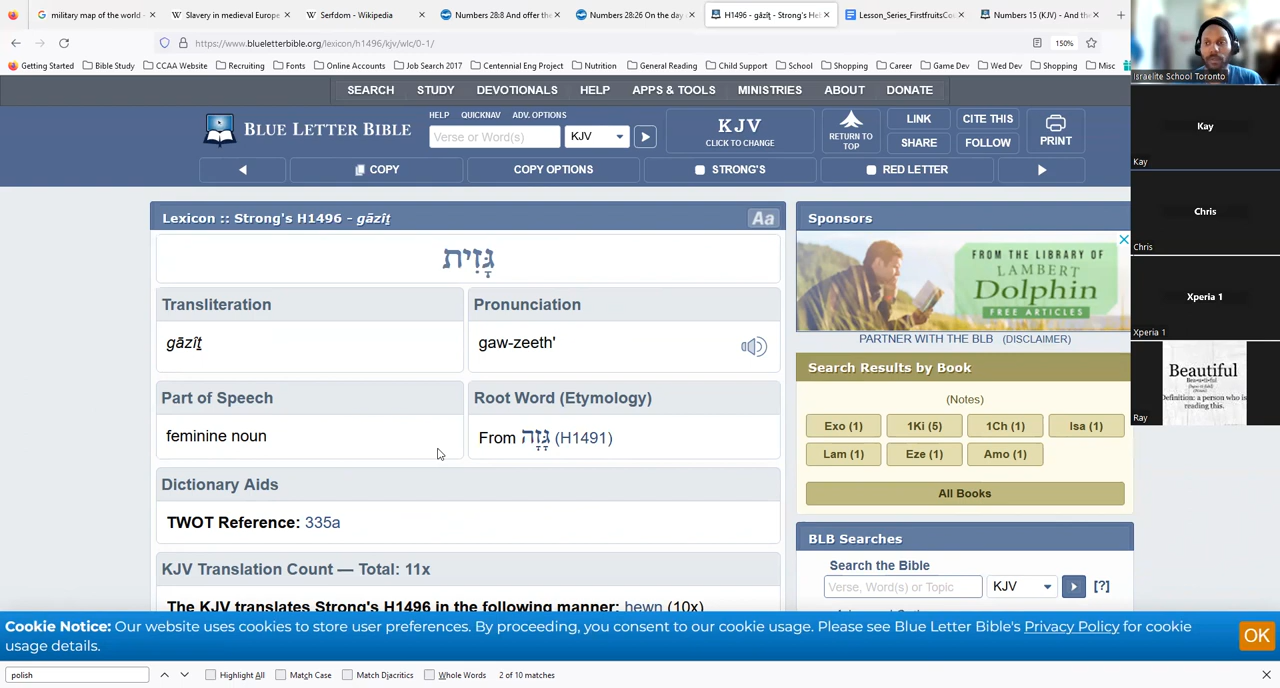 military map of the world -
Slavery in medieval Europe
Serfdom - Wikipedia
Numbers 28:8 And offer the
Numbers 28:26 On the day
H1496 - gāzîṯ - Strong's He
Lesson_Series_FirstfruitsCo
Numbers 15 (KJV) - And the
https://www.blueletterbible.org/lexicon/h1496/kjv/wlc/0-1/
150%
Getting Started Bible Study CCAA Website Recruiting Fonts Online Accounts Job Search 2017 Centennial Eng Project Nutrition General Reading Child Support School Shopping Career Game Dev Wed Dev Shopping Misc
Israelite School Toronto
SEARCH STUDY DEVOTIONALS HELP APPS & TOOLS MINISTRIES ABOUT DONATE
BLUE LETTER BIBLE
HELP QUICKNAV ADV. OPTIONS
Verse or Word(s) KJV
KJV
CLICK TO CHANGE
RETURN TO
TOP
LINK CITE THIS
SHARE FOLLOW
PRINT
COPY COPY OPTIONS STRONG'S RED LETTER
Kay
Kay
Chris
Chris
Xperia 1
Xperia 1
Beautiful
Definition: a person who is
reading this.
Ray
Lexicon :: Strong's H1496 - gāzîṯ Aa
גָּזִית
Transliteration
gāzîṯ
Pronunciation
gaw-zeeth'
Part of Speech
feminine noun
Root Word (Etymology)
From גָּזָה (H1491)
Dictionary Aids
TWOT Reference: 335a
KJV Translation Count — Total: 11x
The KJV translates Strong's H1496 in the following manner: hewn (10x)
Sponsors
FROM THE LIBRARY OF
LAMBERT
Dolphin
FREE ARTICLES
PARTNER WITH THE BLB (DISCLAIMER)
Search Results by Book
(Notes)
Exo (1) 1Ki (5) 1Ch (1) Isa (1)
Lam (1) Eze (1) Amo (1)
All Books
BLB Searches
Search the Bible
Verse, Word(s) or Topic KJV [?]
Cookie Notice: Our website uses cookies to store user preferences. By proceeding, you consent to our cookie usage. Please see Blue Letter Bible's Privacy Policy for cookie
usage details.
OK
polish Highlight All Match Case Match Diacritics Whole Words 2 of 10 matches